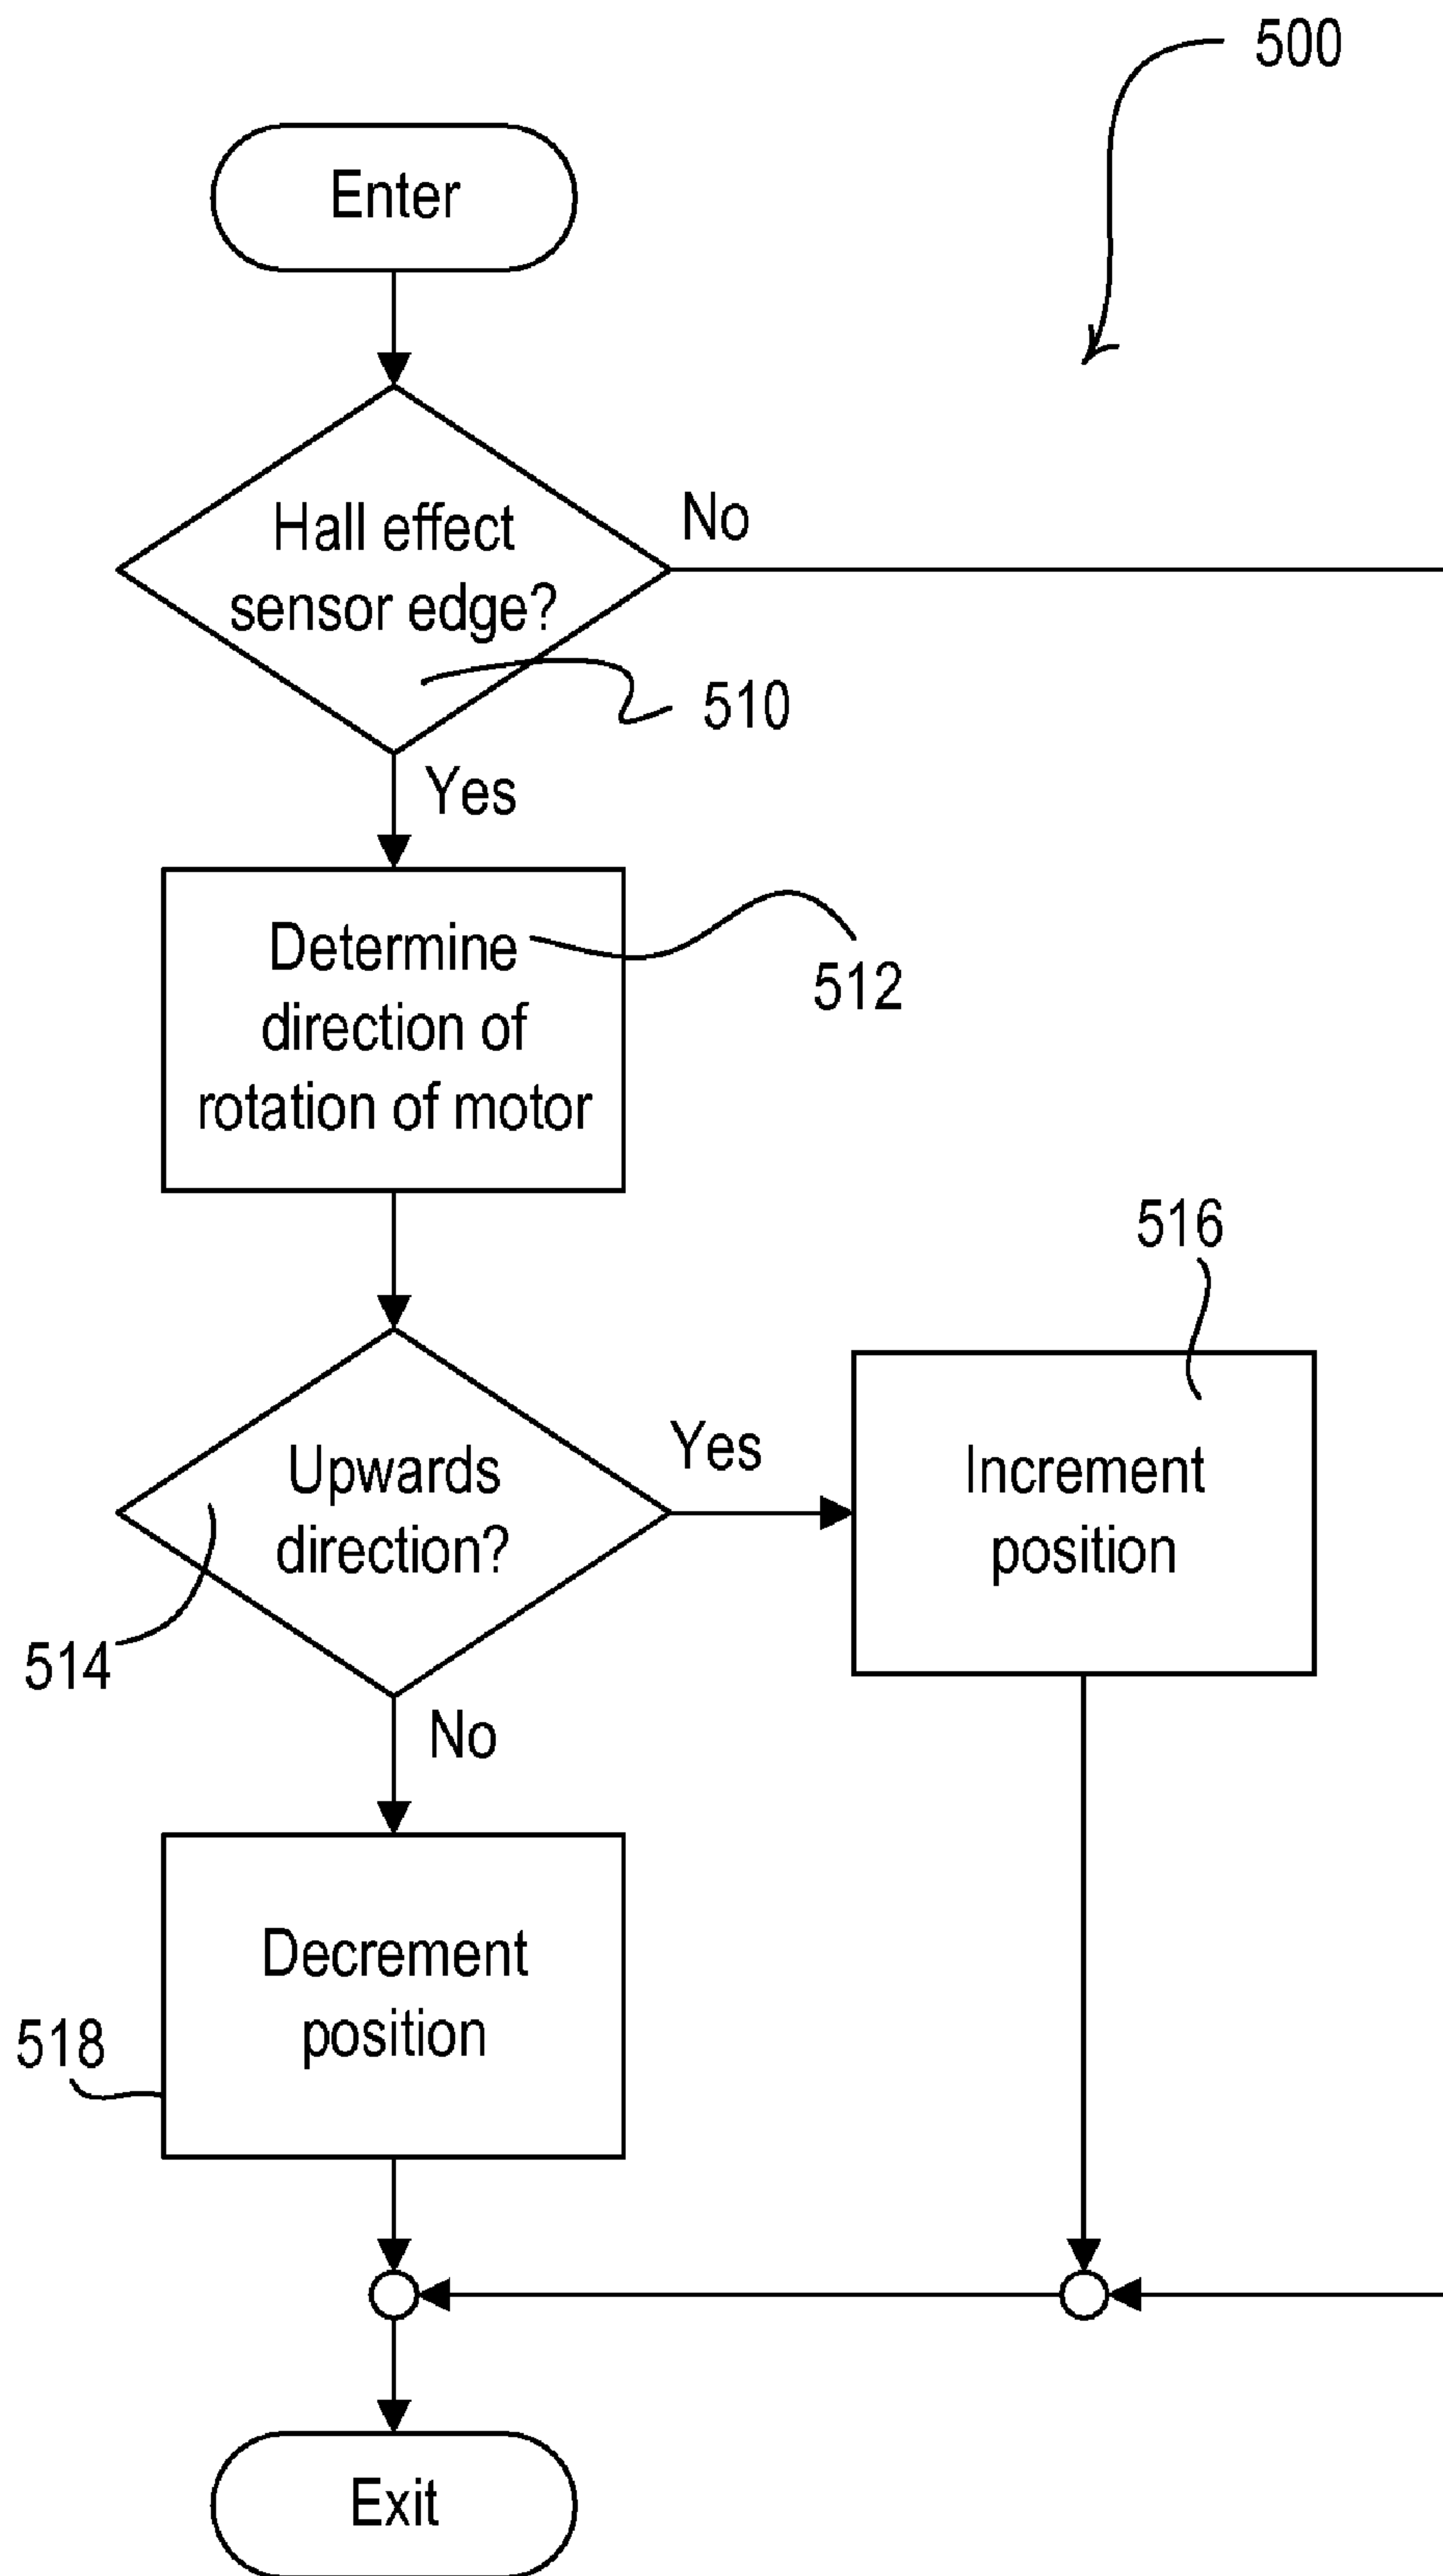 500
Enter
Hall effect
sensor edge?
No
510
Yes
Determine
direction of
rotation of motor
512
516
Upwards
direction?
Yes
Increment
position
514
No
Decrement
position
518
Exit